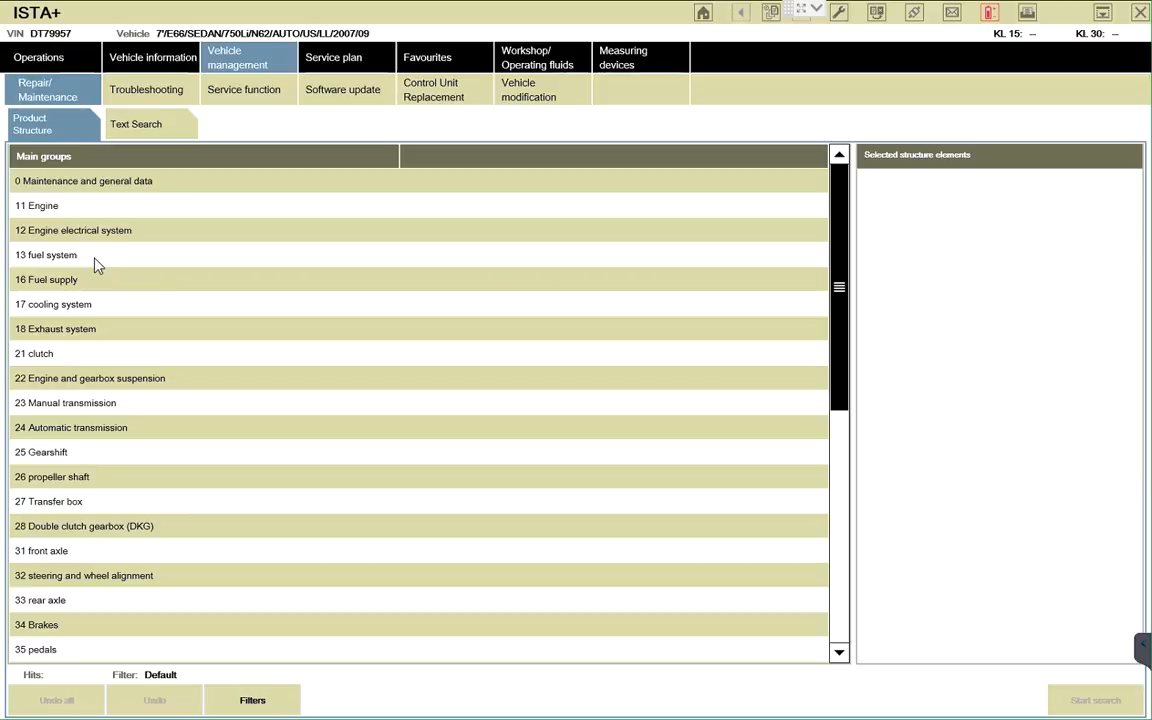 ISTA+
VIN DT79957 Vehicle 7'/E66/SEDAN/750Li/N62/AUTO/US/LL/2007/09 KL 15: -- KL 30: --
Operations
Vehicle information
Vehicle management
Service plan
Favourites
Workshop/ Operating fluids
Measuring devices
Repair/ Maintenance
Troubleshooting
Service function
Software update
Control Unit Replacement
Vehicle modification
Product Structure
Text Search
Main groups
Selected structure elements
0 Maintenance and general data
11 Engine
12 Engine electrical system
13 fuel system
16 Fuel supply
17 cooling system
18 Exhaust system
21 clutch
22 Engine and gearbox suspension
23 Manual transmission
24 Automatic transmission
25 Gearshift
26 propeller shaft
27 Transfer box
28 Double clutch gearbox (DKG)
31 front axle
32 steering and wheel alignment
33 rear axle
34 Brakes
35 pedals
Hits: Filter: Default
Undo all
Undo
Filters
Start search